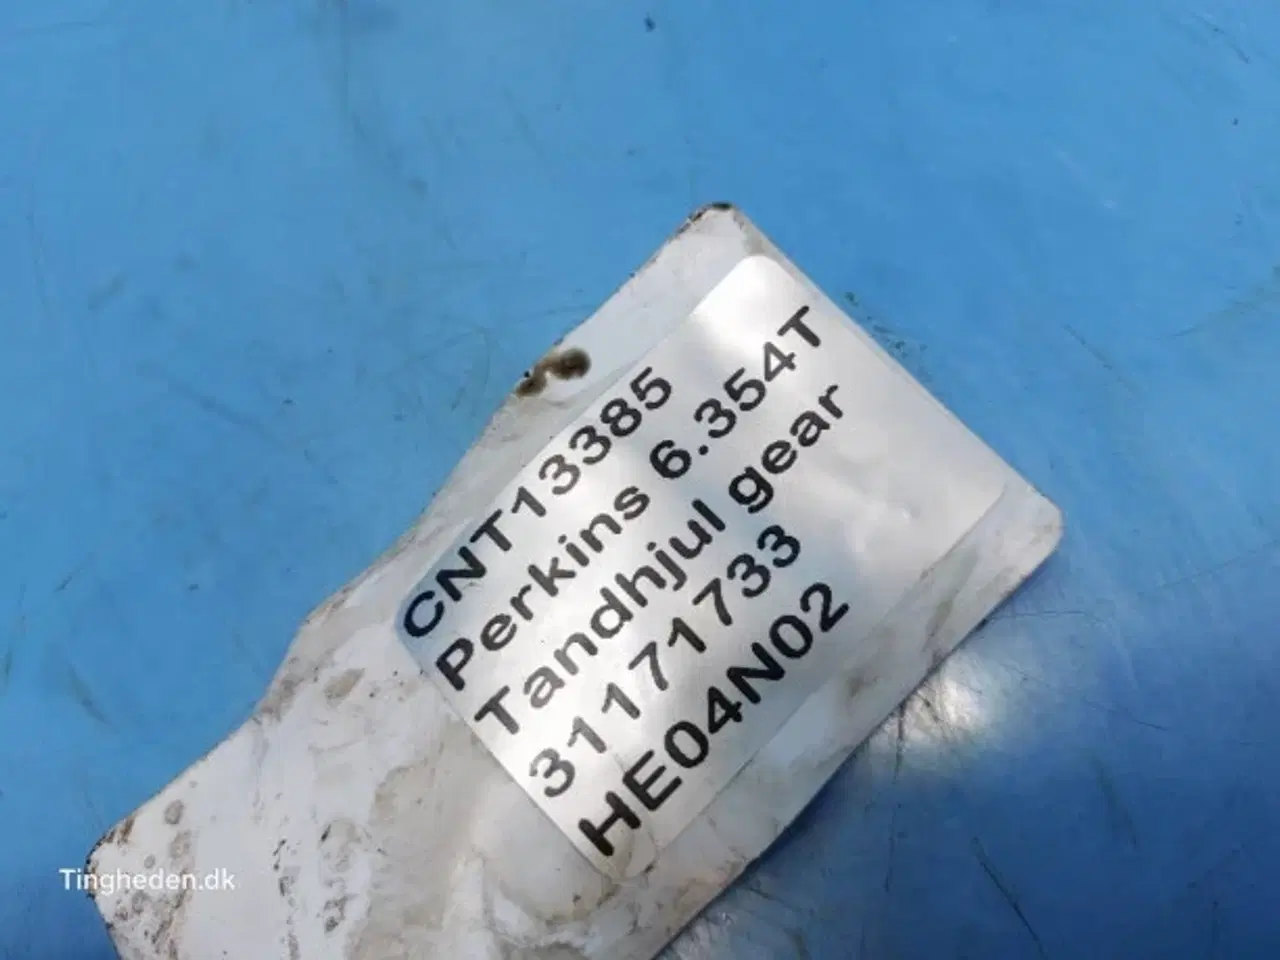 CNT13385
Perkins 6.354T
Tandhjul gear
31171733
HE04N02
Tingheden.dk